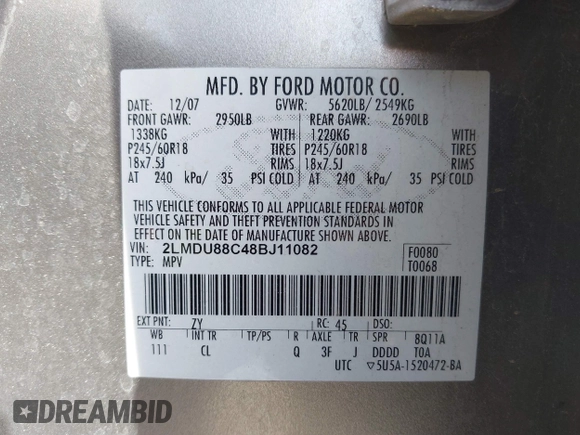 MFD. BY FORD MOTOR CO.
DATE: 12/07 GVWR: 5620LB/ 2549KG
FRONT GAWR: 2950LB REAR GAWR: 2690LB
1338KG WITH 1220KG WITH
P245/60R18 TIRES P245/60R18 TIRES
18x7.5J RIMS 18x7.5J RIMS
AT 240 kPa/ 35 PSI COLD AT 240 kPa/ 35 PSI COLD
THIS VEHICLE CONFORMS TO ALL APPLICABLE FEDERAL MOTOR
VEHICLE SAFETY AND THEFT PREVENTION STANDARDS IN
EFFECT ON THE DATE OF MANUFACTURE SHOWN ABOVE.
VIN: 2LMDU88C48BJ11082 F0080
TYPE: MPV T0068
EXT PNT: ZY RC: 45 DSO:
WB INT TR TP/PS R AXLE TR SPR 8Q11A
111 CL Q 3F J DDDD TOA
UTC ▽5U5A-1520472-BA
DREAMBID